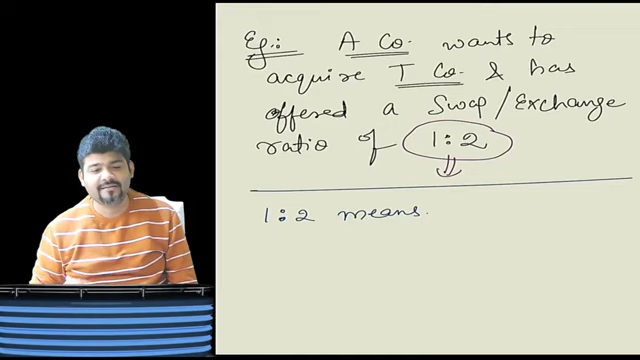 Eg.:- A Co. wants to
acquire T Co. & has
offered a Swap/Exchange
ratio of 1:2
1:2 means.